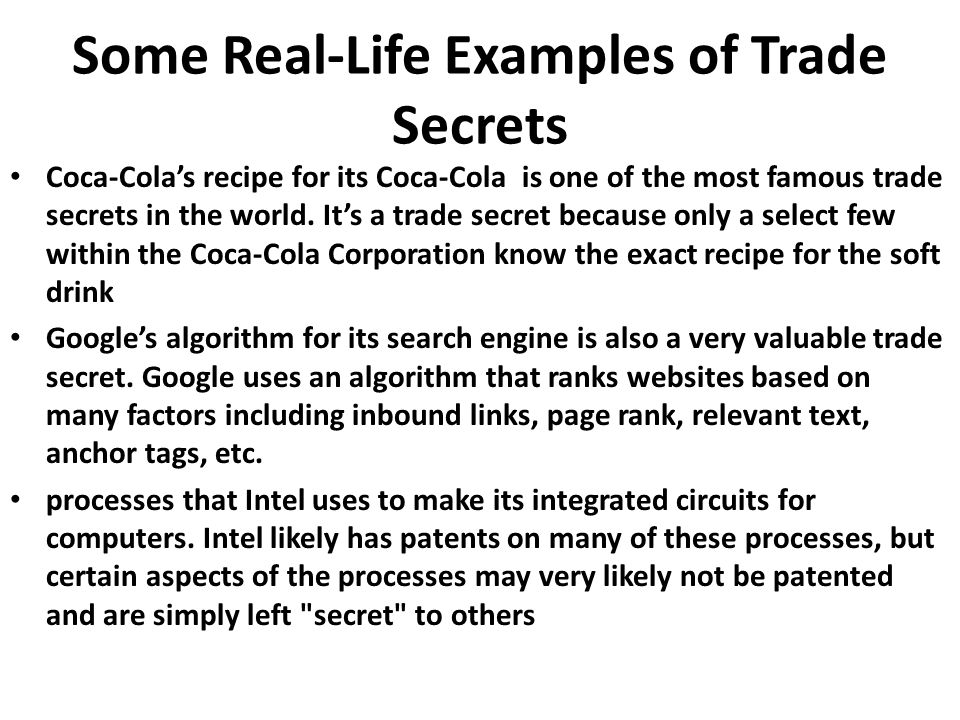 Some Real-Life Examples of Trade
Secrets
• Coca-Cola’s recipe for its Coca-Cola  is one of the most famous trade
secrets in the world. It’s a trade secret because only a select few
within the Coca-Cola Corporation know the exact recipe for the soft
drink
• Google’s algorithm for its search engine is also a very valuable trade
secret. Google uses an algorithm that ranks websites based on
many factors including inbound links, page rank, relevant text,
anchor tags, etc.
• processes that Intel uses to make its integrated circuits for
computers. Intel likely has patents on many of these processes, but
certain aspects of the processes may very likely not be patented
and are simply left "secret" to others